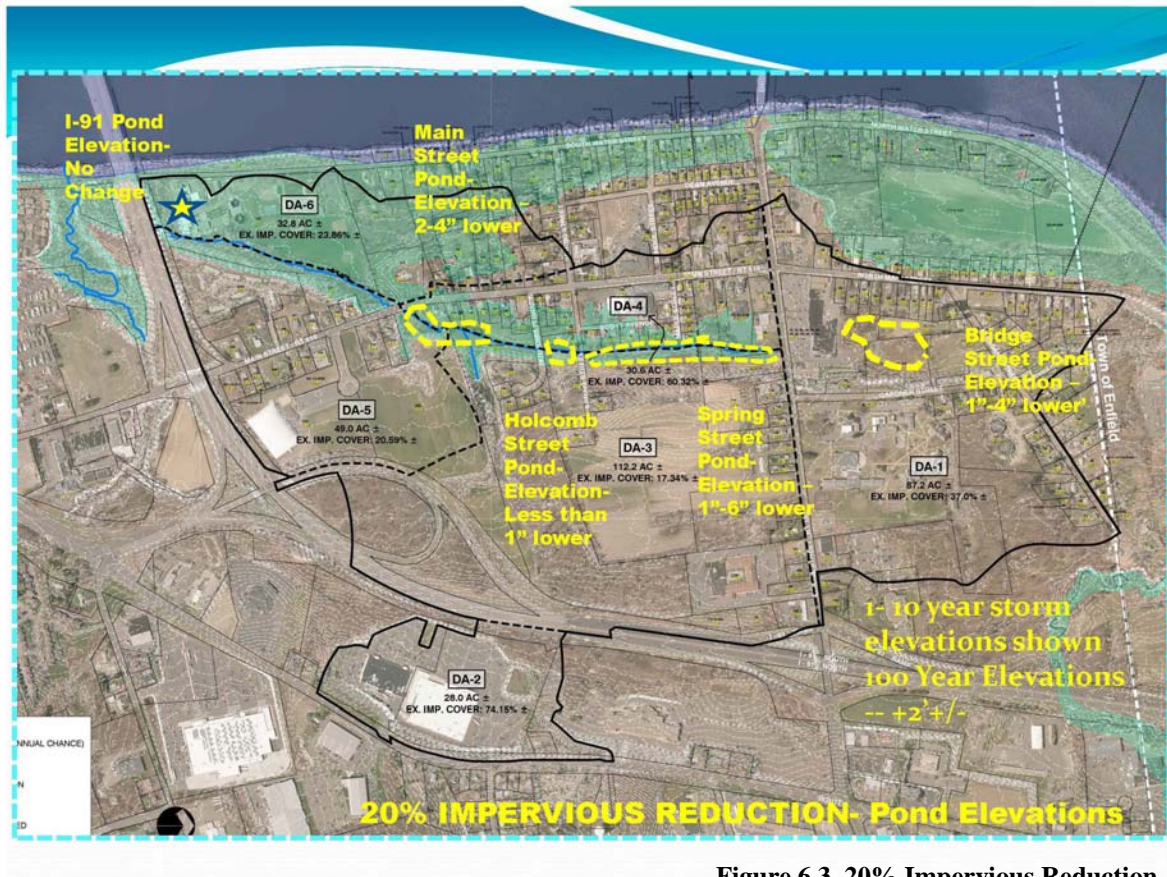 I-91 Pond
Elevation-
No
Change
Main
Street
Pond-
Elevation –
2-4” lower
DA-6
32.8 AC ±
EX. IMP. COVER: 23.86% ±
DA-4
30.6 AC ±
EX. IMP. COVER: 60.32% ±
Bridge
Street Pond-
Elevation –
1”-4” lower’
Town of Enfield
DA-5
49.0 AC ±
EX. IMP. COVER: 20.59% ±
Holcomb
Street
Pond-
Elevation-
Less than
1” lower
DA-3
112.2 AC ±
EX. IMP. COVER: 17.34% ±
Spring
Street
Pond-
Elevation –
1”-6” lower
DA-1
87.2 AC ±
EX. IMP. COVER: 37.0% ±
1- 10 year storm
elevations shown
100 Year Elevations
-- +2’+/-
DA-2
28.0 AC ±
EX. IMP. COVER: 74.15% ±
NNUAL CHANCE)
N
ED
20% IMPERVIOUS REDUCTION- Pond Elevations
Figure 6.3 20% Impervious Reduction